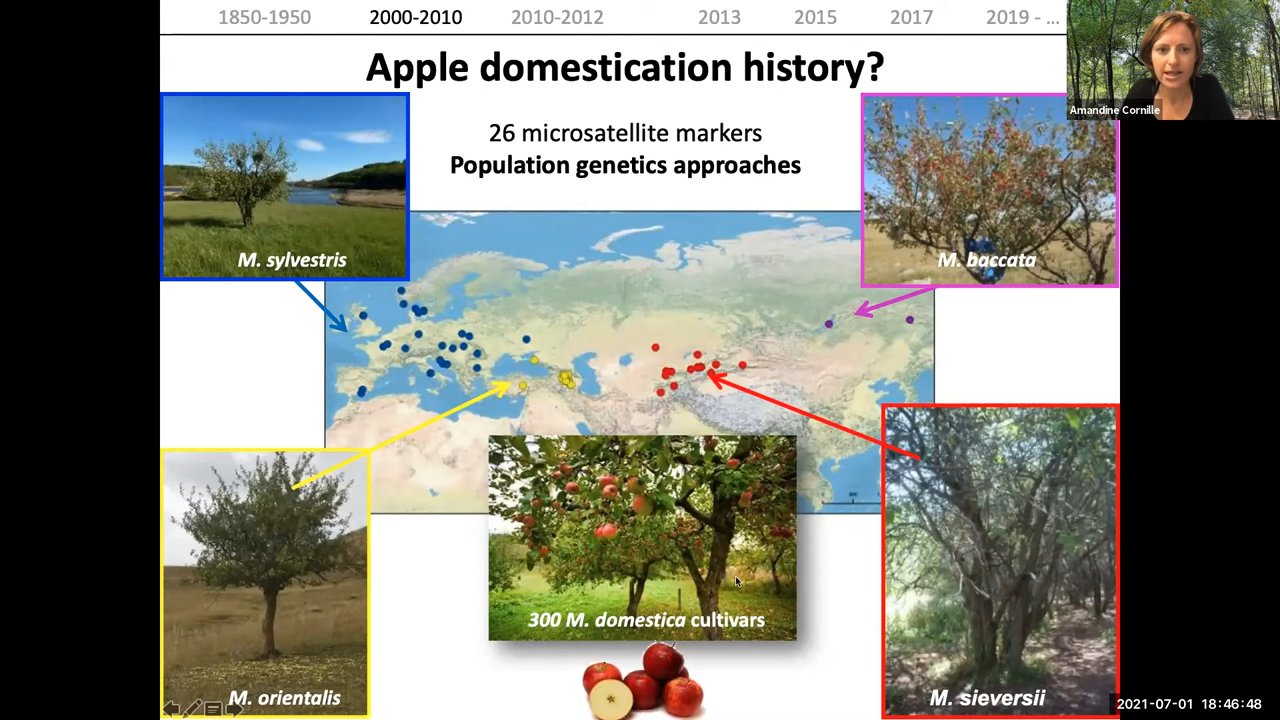 1850-1950 2000-2010 2010-2012 2013 2015 2017 2019 - ...
Apple domestication history?
Amandine Cornille
26 microsatellite markers
Population genetics approaches
M. sylvestris
M. baccata
300 M. domestica cultivars
M. orientalis
M. sieversii
2021-07-01 18:46:48